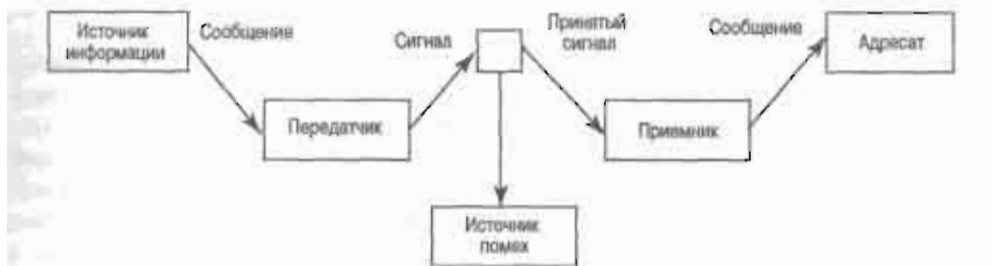 Источник
информации
Сообщение
Передатчик
Сигнал
Принятый
сигнал
Приемник
Сообщение
Адресат
Источник
помех